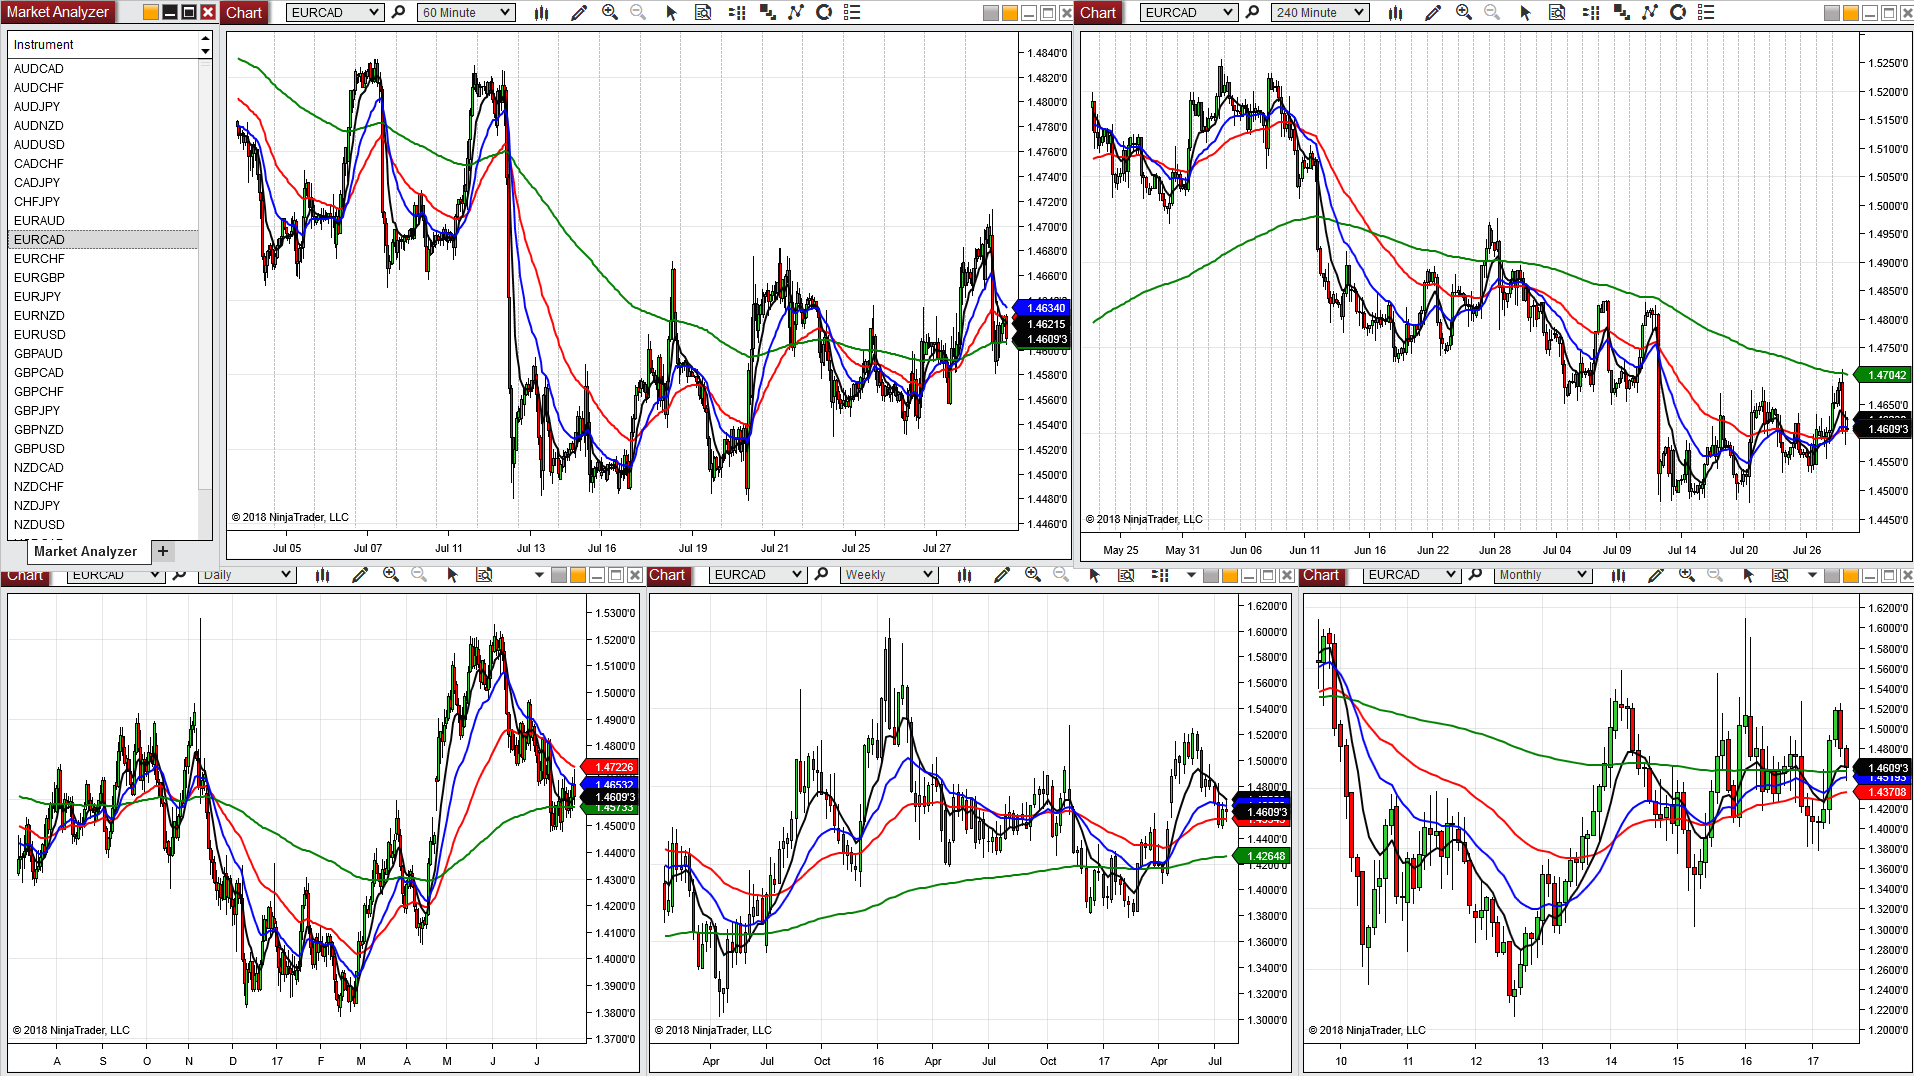 Market Analyzer
Instrument
AUDCAD
AUDCHF
AUDJPY
AUDNZD
AUDUSD
CADCHF
CADJPY
CHFJPY
EURAUD
EURCAD
EURCHF
EURGBP
EURJPY
EURNZD
EURUSD
GBPAUD
GBPCAD
GBPCHF
GBPJPY
GBPNZD
GBPUSD
NZDCAD
NZDCHF
NZDJPY
NZDUSD
Market Analyzer +
Chart EURCAD 60 Minute
1.4840'0
1.4820'0
1.4800'0
1.4780'0
1.4760'0
1.4740'0
1.4720'0
1.4700'0
1.4680'0
1.4660'0
1.46340
1.46215
1.4609'3
1.4600'0
1.4580'0
1.4560'0
1.4540'0
1.4520'0
1.4500'0
1.4480'0
1.4460'0
© 2018 NinjaTrader, LLC
Jul 05 Jul 07 Jul 11 Jul 13 Jul 16 Jul 19 Jul 21 Jul 25 Jul 27
Chart EURCAD 240 Minute
1.5250'0
1.5200'0
1.5150'0
1.5100'0
1.5050'0
1.5000'0
1.4950'0
1.4900'0
1.4850'0
1.4800'0
1.4750'0
1.47042
1.4650'0
1.4609'3
1.4550'0
1.4500'0
1.4450'0
© 2018 NinjaTrader, LLC
May 25 May 31 Jun 06 Jun 11 Jun 16 Jun 22 Jun 28 Jul 04 Jul 09 Jul 14 Jul 20 Jul 26
Chart EURCAD Daily
1.5300'0
1.5200'0
1.5100'0
1.5000'0
1.4900'0
1.4800'0
1.47226
1.46532
1.4609'3
1.45733
1.4500'0
1.4400'0
1.4300'0
1.4200'0
1.4100'0
1.4000'0
1.3900'0
1.3800'0
1.3700'0
© 2018 NinjaTrader, LLC
A S O N D 17 F M A M J J
Chart EURCAD Weekly
1.6200'0
1.6000'0
1.5800'0
1.5600'0
1.5400'0
1.5200'0
1.5000'0
1.4800'0
1.4609'3
1.4400'0
1.42648
1.4200'0
1.4000'0
1.3800'0
1.3600'0
1.3400'0
1.3200'0
1.3000'0
© 2018 NinjaTrader, LLC
Apr Jul Oct 16 Apr Jul Oct 17 Apr Jul
Chart EURCAD Monthly
1.6200'0
1.6000'0
1.5800'0
1.5600'0
1.5400'0
1.5200'0
1.5000'0
1.4800'0
1.4609'3
1.45193
1.43708
1.4200'0
1.4000'0
1.3800'0
1.3600'0
1.3400'0
1.3200'0
1.3000'0
1.2800'0
1.2600'0
1.2400'0
1.2200'0
1.2000'0
© 2018 NinjaTrader, LLC
10 11 12 13 14 15 16 17